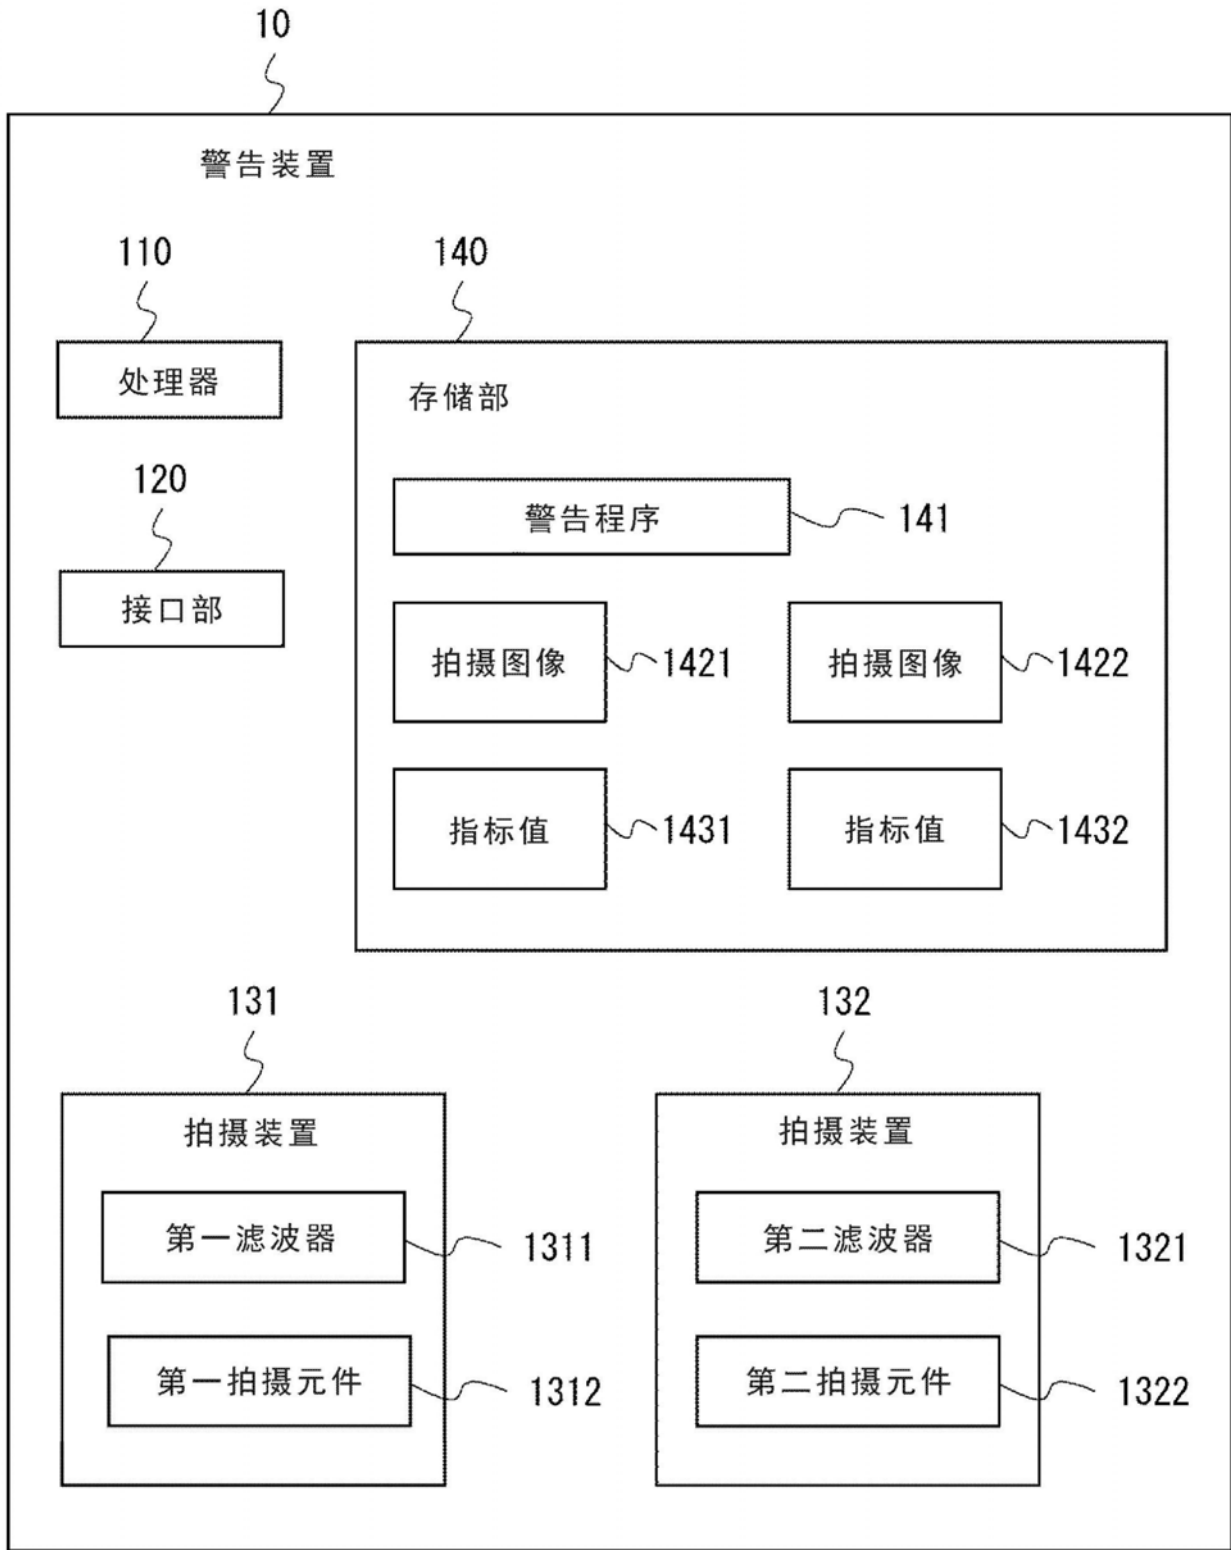 10
警告装置
110
140
处理器
存储部
120
警告程序
141
接口部
拍摄图像
1421
拍摄图像
1422
指标值
1431
指标值
1432
131
132
拍摄装置
拍摄装置
第一滤波器
1311
第二滤波器
1321
第一拍摄元件
1312
第二拍摄元件
1322